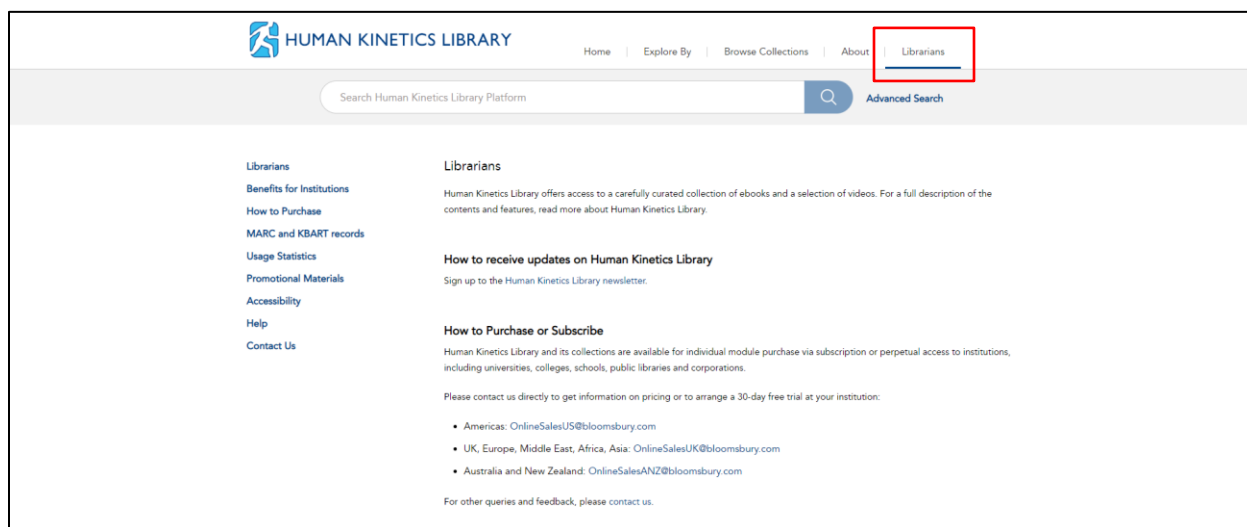 HUMAN KINETICS LIBRARY
Home | Explore By | Browse Collections | About | Librarians
Search Human Kinetics Library Platform
Advanced Search
Librarians
Benefits for Institutions
How to Purchase
MARC and KBART records
Usage Statistics
Promotional Materials
Accessibility
Help
Contact Us
Librarians
Human Kinetics Library offers access to a carefully curated collection of ebooks and a selection of videos. For a full description of the
contents and features, read more about Human Kinetics Library.
How to receive updates on Human Kinetics Library
Sign up to the Human Kinetics Library newsletter.
How to Purchase or Subscribe
Human Kinetics Library and its collections are available for individual module purchase via subscription or perpetual access to institutions,
including universities, colleges, schools, public libraries and corporations.
Please contact us directly to get information on pricing or to arrange a 30-day free trial at your institution:
• Americas: OnlineSalesUS@bloomsbury.com
• UK, Europe, Middle East, Africa, Asia: OnlineSalesUK@bloomsbury.com
• Australia and New Zealand: OnlineSalesANZ@bloomsbury.com
For other queries and feedback, please contact us.